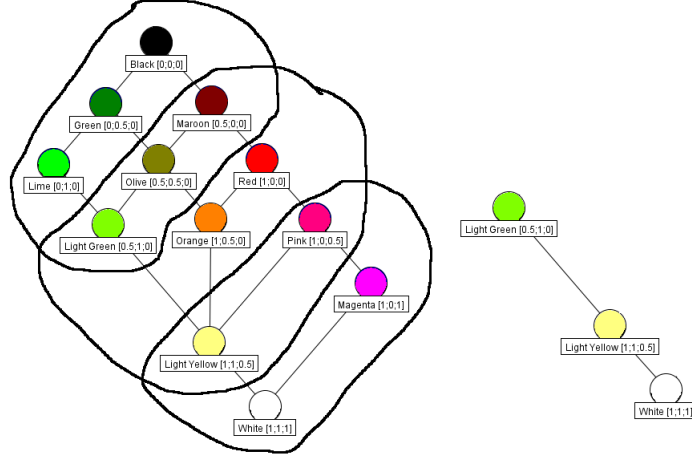 Black [0;0;0]
Green [0;0.5;0]
Maroon [0.5;0;0]
Lime [0;1;0]
Olive [0.5;0.5;0]
Red [1;0;0]
Light Green [0.5;1;0]
Orange [1;0.5;0]
Pink [1;0;0.5]
Magenta [1;0;1]
Light Yellow [1;1;0.5]
White [1;1;1]
Light Green [0.5;1;0]
Light Yellow [1;1;0.5]
White [1;1;1]